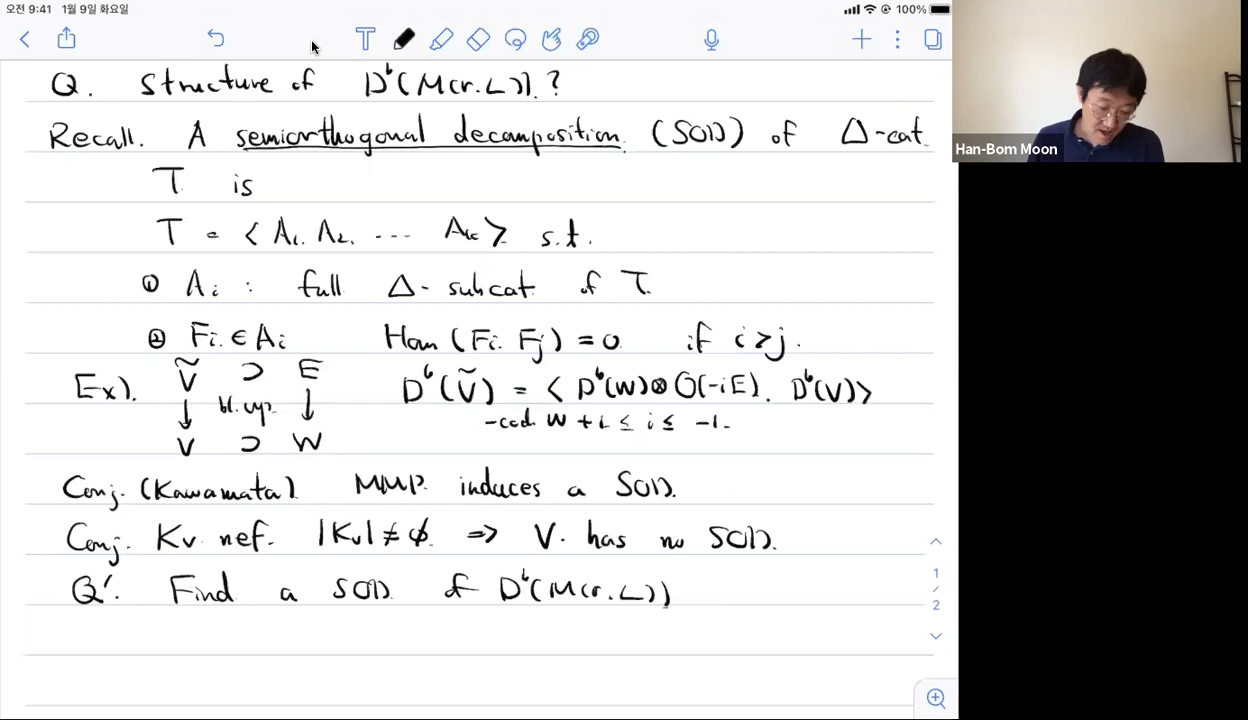 오전 9:41 1월 9일 화요일
100%
Q. Structure of D^b(M(r.L)).?
Recall. A semiorthogonal decomposition. (SOD) of Δ-cat.
T is
T = < A_1. A_2. ... A_k > s.t.
① A_i : full Δ-subcat of T.
② F_i ∈ A_i Hom (F_i. F_j) = 0 if i > j.
Ex). Ṽ ⊃ E D^b(Ṽ) = < D^b(W) ⊗ O(-iE). D^b(V) >
↓ bl. up. ↓ -cod. W + 1 ≤ i ≤ -1.
V ⊃ W
Conj. (Kawamata). MMP. induces a SOD.
Conj. K_V nef. |K_V| ≠ φ. ⇒ V. has no SOD.
Q'. Find a SOD. of D^b(M(r.L))
1
/
2
Han-Bom Moon